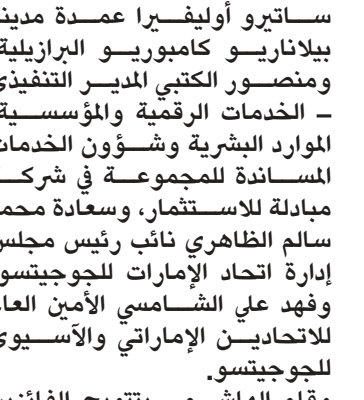 ساتيرو أوليفيرا عمدة مدين
بيلاناريو كامبوريو البرازيلية
ومنصور الكتبي المدير التنفيذي
– الخدمات الرقمية والمؤسسية
الموارد البشرية وشؤون الخدمات
المساندة للمجموعة في شركة
مبادلة للاستثمار، وسعادة محمد
سالم الظاهري نائب رئيس مجلس
إدارة اتحاد الإمارات للجوجيتسو
وفهد علي الشامسي الأمين العا
للاتحادين الإماراتي والآسيوي
للجوجيتسو.